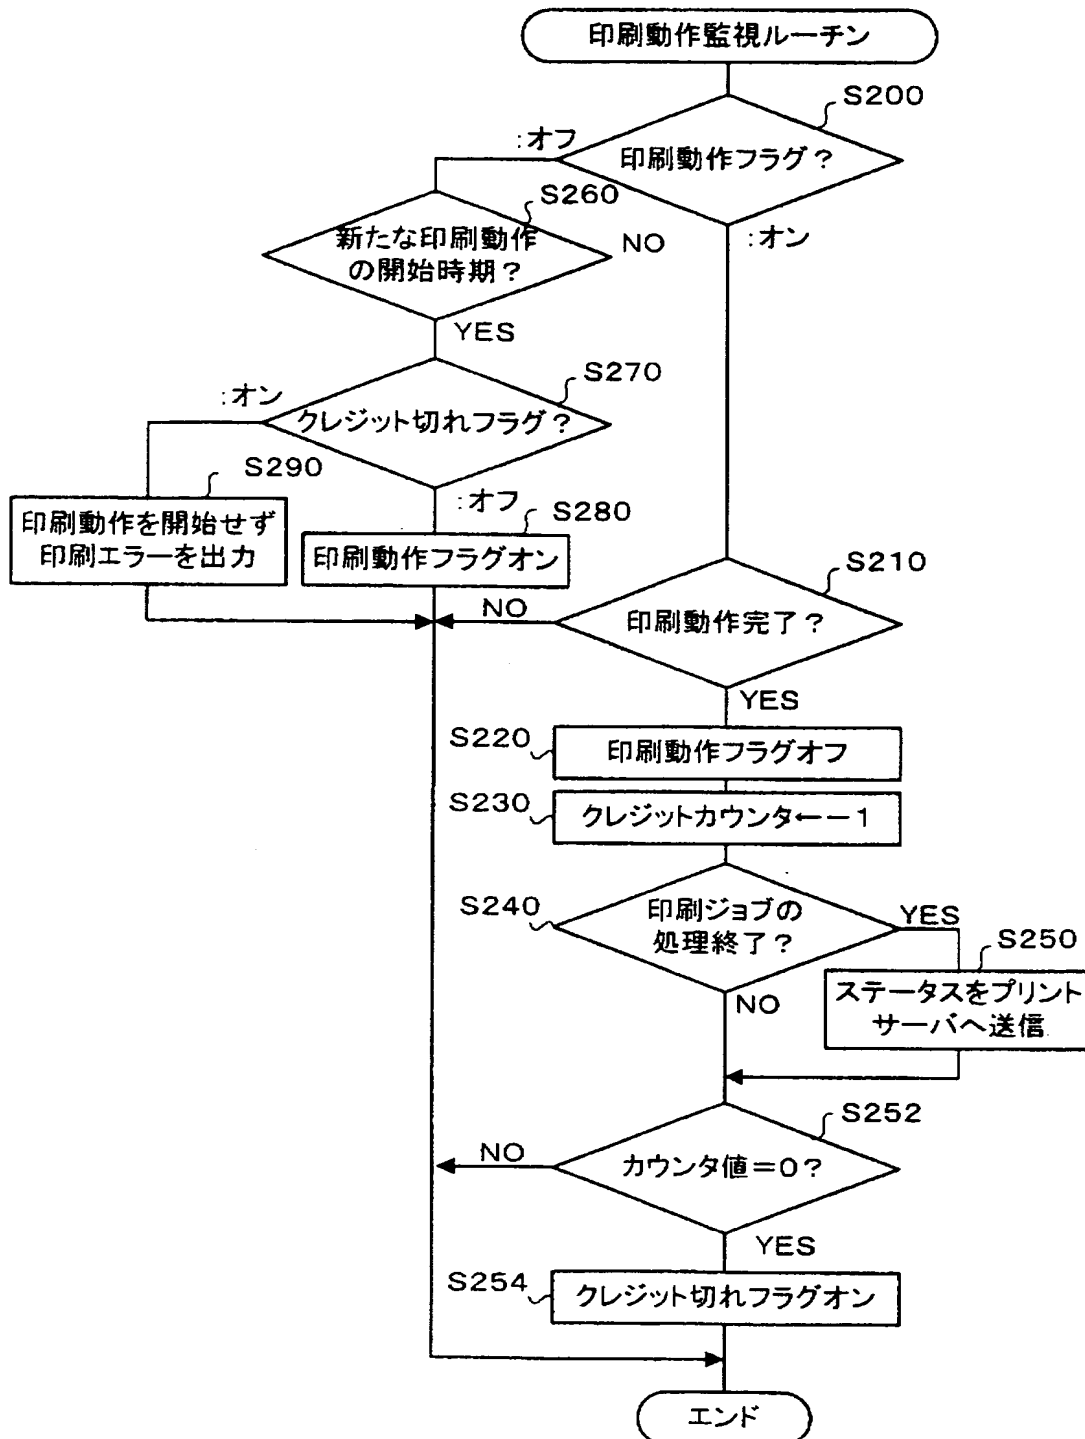 印刷動作監視ルーチン
S200
:オフ
印刷動作フラグ?
S260
:オン
新たな印刷動作
の開始時期?
NO
YES
S270
:オン
クレジット切れフラグ?
S290
:オフ
S280
印刷動作を開始せず
印刷エラーを出力
印刷動作フラグオン
S210
NO
印刷動作完了?
YES
S220
印刷動作フラグオフ
S230
クレジットカウンタ←－1
S240
印刷ジョブの
処理終了?
YES
S250
NO
ステータスをプリント
サーバへ送信
S252
NO
カウンタ値=0?
YES
S254
クレジット切れフラグオン
エンド